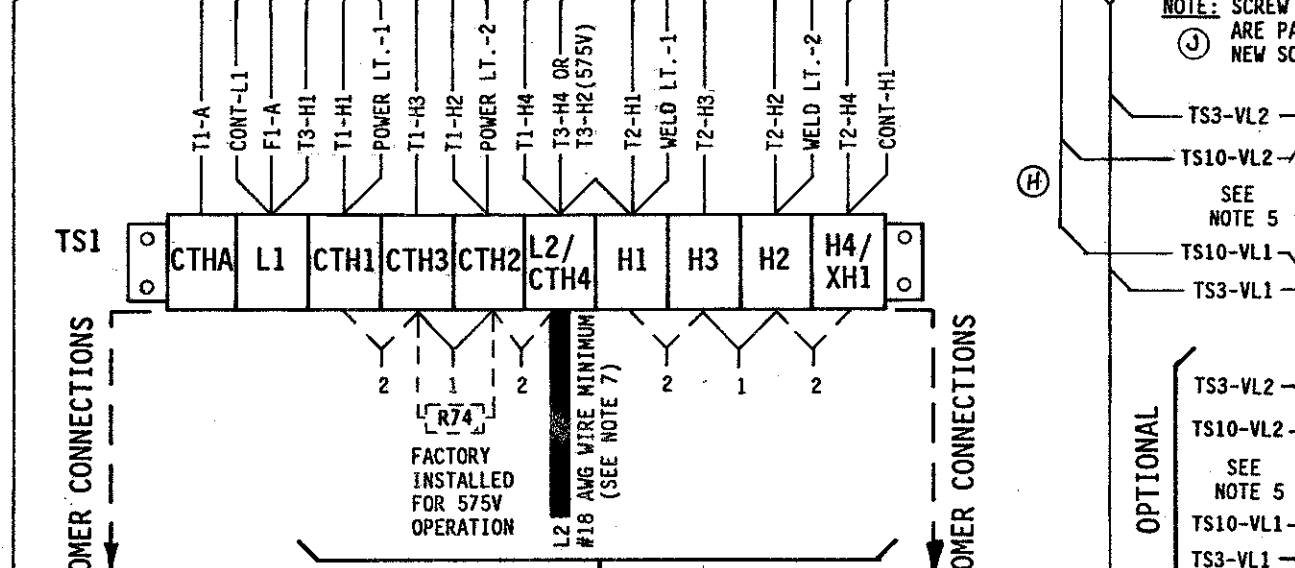 NOTE: SCREW
J
ARE PA
NEW SC
T1-A
CONT-L1
F1-A
T3-H1
T1-H1
POWER LT.-1
T1-H3
T1-H2
POWER LT.-2
T1-H4
T3-H4 OR
T3-H2(575V)
T2-H1
WELD LT.-1
T2-H3
T2-H2
WELD LT.-2
T2-H4
CONT-H1
TS3-VL2
TS10-VL2
H
SEE
NOTE 5
TS10-VL1
TS3-VL1
TS1
CTHA
L1
CTH1
CTH3
CTH2
L2/
CTH4
H1
H3
H2
H4/
XH1
OMER CONNECTIONS
2
1
2
2
1
2
R74
FACTORY
INSTALLED
FOR 575V
OPERATION
L2
#18 AWG WIRE MINIMUM
(SEE NOTE 7)
OMER CONNECTIONS
OPTIONAL
TS3-VL2
TS10-VL2
SEE
NOTE 5
TS10-VL1
TS3-VL1